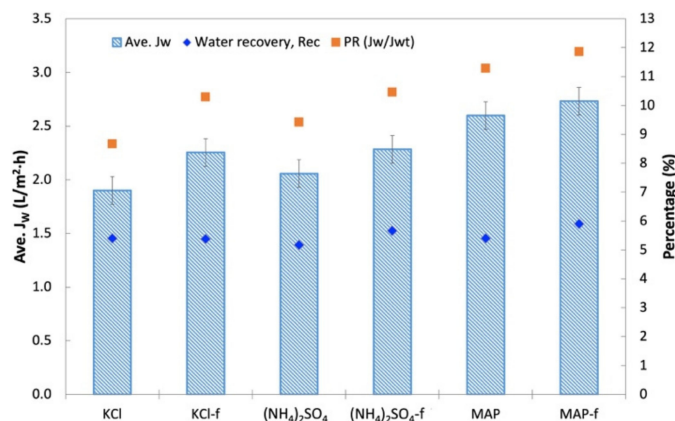 Ave. Jw
Water recovery, Rec
PR (Jw/Jwt)
Ave. J_W (L/m²·h)
3.5
3.0
2.5
2.0
1.5
1.0
0.5
0.0
Percentage (%)
13
12
11
10
9
8
7
6
5
4
3
2
1
0
KCl
KCl-f
(NH₄)₂SO₄
(NH₄)₂SO₄-f
MAP
MAP-f